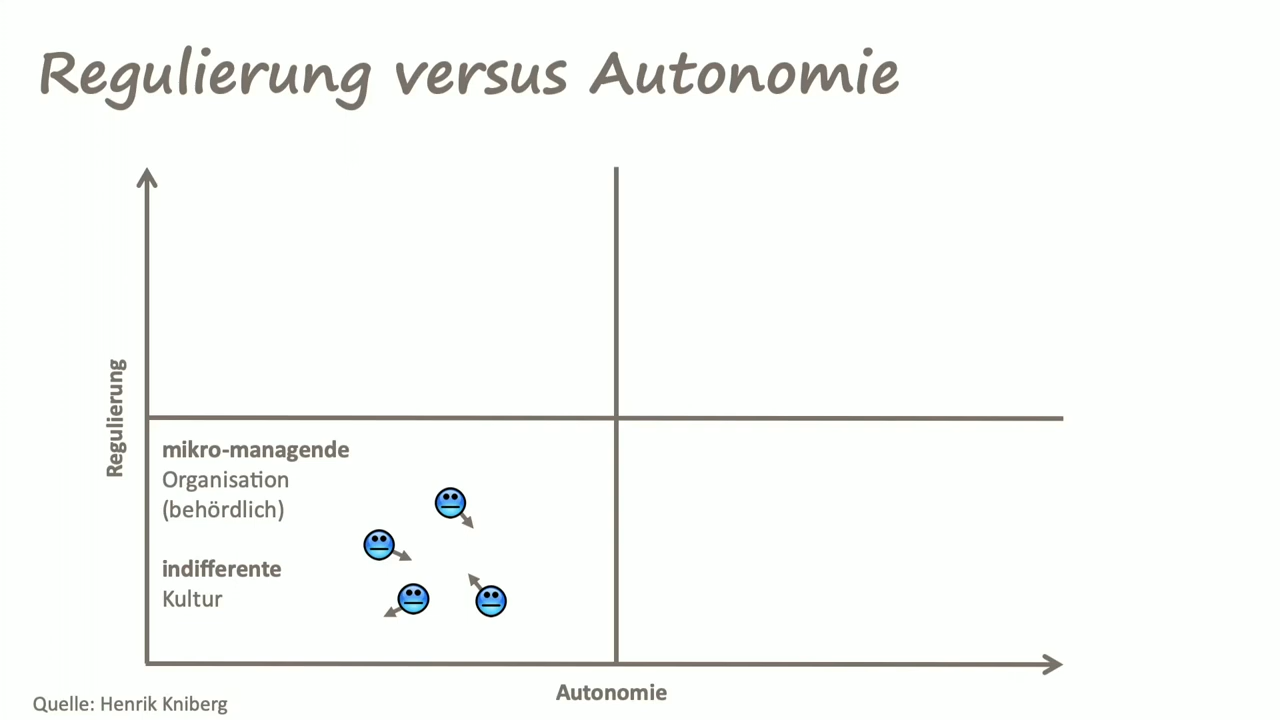 Regulierung versus Autonomie
Regulierung
mikro-managende
Organisation
(behördlich)
indifferente
Kultur
Autonomie
Quelle: Henrik Kniberg